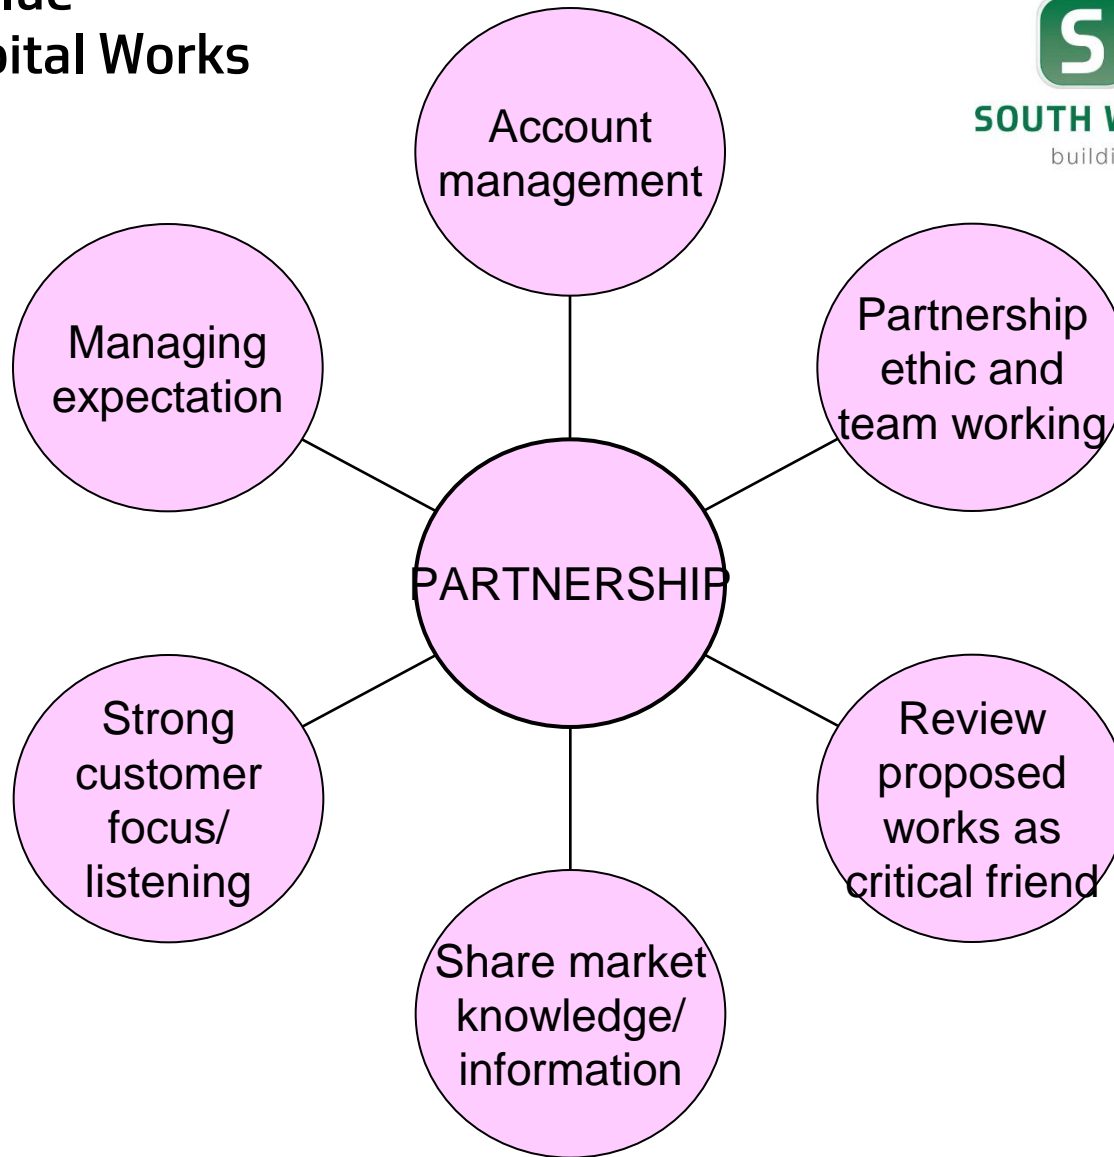 pital Works
S
SOUTH W
buildi
Account
management
Managing
expectation
Partnership
ethic and
team working
PARTNERSHIP
Strong
customer
focus/
listening
Review
proposed
works as
critical friend
Share market
knowledge/
information